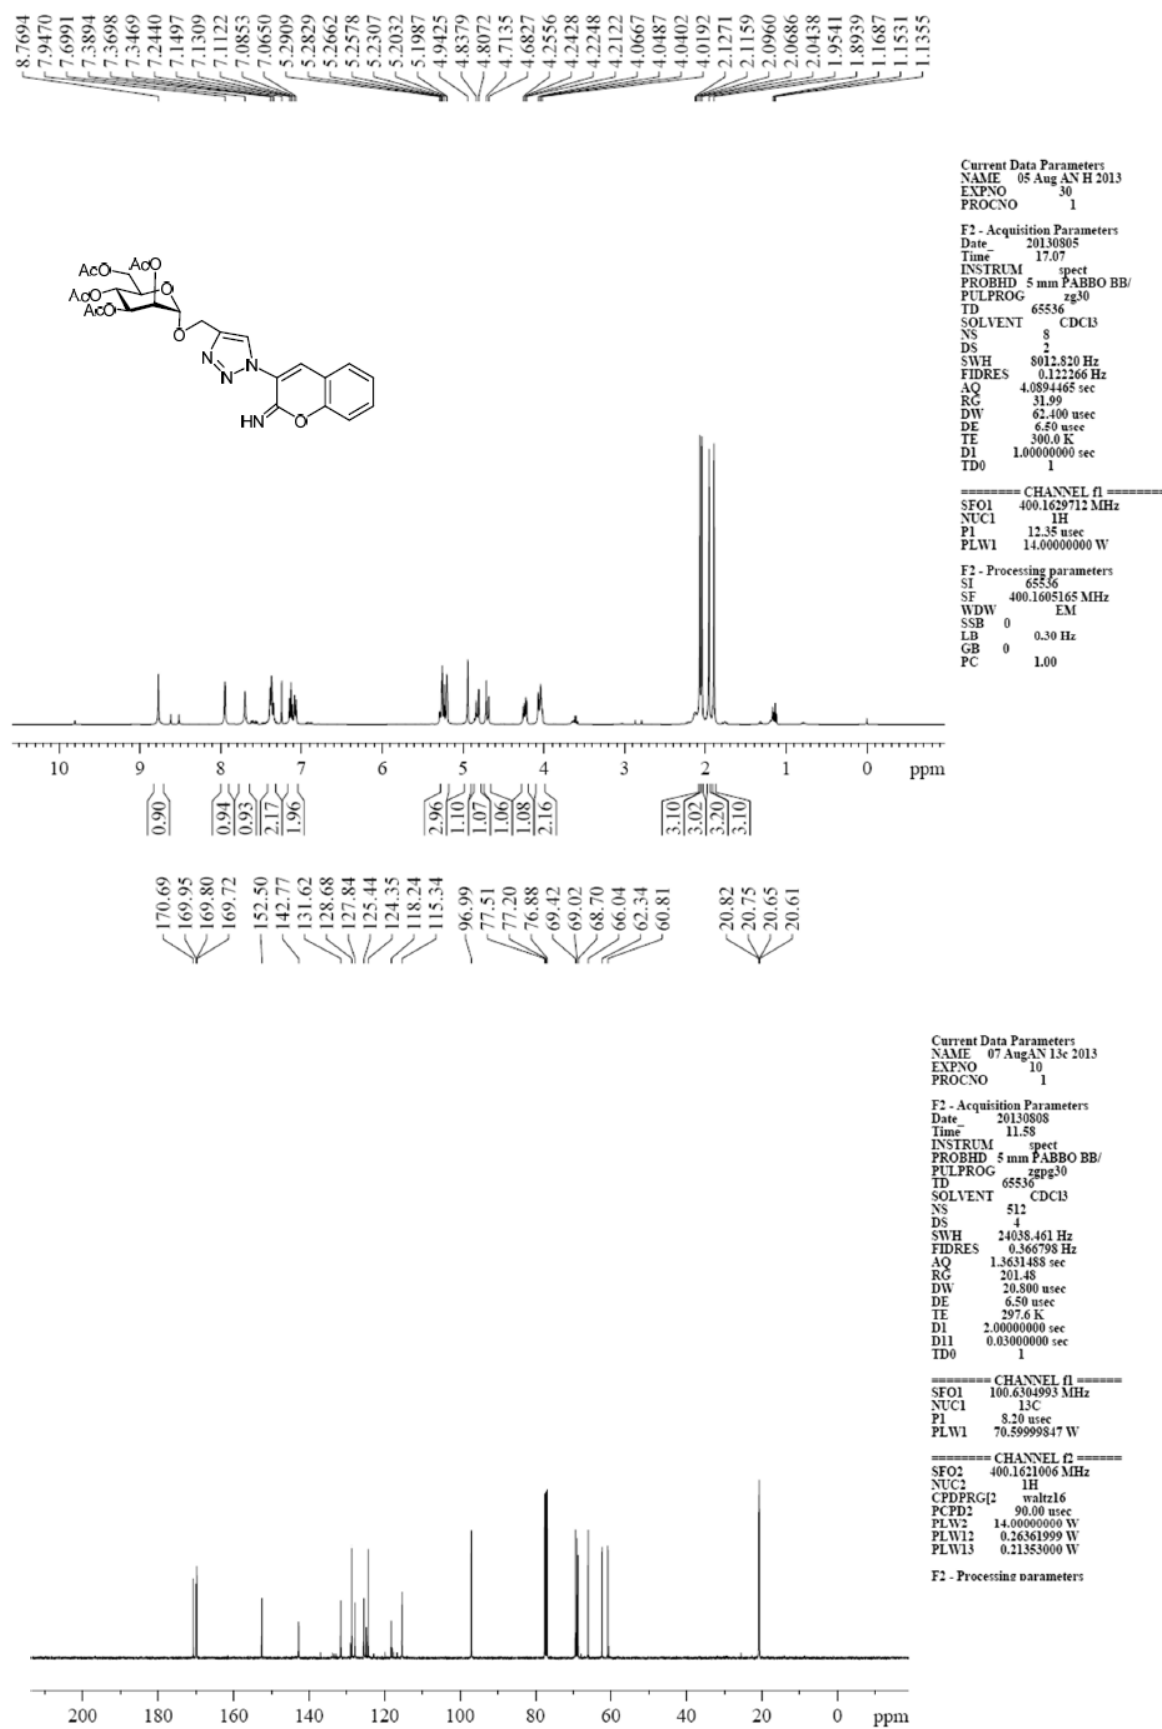 8.7694
7.9470
7.6991
7.3894
7.3698
7.3469
7.2440
7.1497
7.1309
7.1122
7.0853
7.0650
5.2909
5.2829
5.2662
5.2578
5.2307
5.2032
5.1987
4.9425
4.8379
4.8072
4.7135
4.6827
4.2556
4.2428
4.2248
4.2122
4.0667
4.0487
4.0402
4.0192
2.1271
2.1159
2.0960
2.0686
2.0438
1.9541
1.8939
1.1687
1.1531
1.1355
Current Data Parameters
NAME 05 Aug AN H 2013
EXPNO 30
PROCNO 1
F2 - Acquisition Parameters
Date_ 20130805
Time 17.07
INSTRUM spect
PROBHD 5 mm PABBO BB/
PULPROG zg30
TD 65536
SOLVENT CDCl3
NS 8
DS 2
SWH 8012.820 Hz
FIDRES 0.122266 Hz
AQ 4.0894465 sec
RG 31.99
DW 62.400 usec
DE 6.50 usec
TE 300.0 K
D1 1.00000000 sec
TD0 1
======== CHANNEL f1 ========
SFO1 400.1629712 MHz
NUC1 1H
P1 12.35 usec
PLW1 14.00000000 W
F2 - Processing parameters
SI 65536
SF 400.1605165 MHz
WDW EM
SSB 0
LB 0.30 Hz
GB 0
PC 1.00
AcO AcO
AcO O
AcO
O
N
N N
HN O
10 9 8 7 6 5 4 3 2 1 0 ppm
0.90
0.94
0.93
2.17
1.96
2.96
1.10
1.07
1.06
1.08
2.16
3.10
3.02
3.20
3.10
170.69
169.95
169.80
169.72
152.50
142.77
131.62
128.68
127.84
125.44
124.35
118.24
115.34
96.99
77.51
77.20
76.88
69.42
69.02
68.70
66.04
62.34
60.81
20.82
20.75
20.65
20.61
Current Data Parameters
NAME 07 AugAN 13c 2013
EXPNO 10
PROCNO 1
F2 - Acquisition Parameters
Date_ 20130808
Time 11.58
INSTRUM spect
PROBHD 5 mm PABBO BB/
PULPROG zgpg30
TD 65536
SOLVENT CDCl3
NS 512
DS 4
SWH 24038.461 Hz
FIDRES 0.366798 Hz
AQ 1.3631488 sec
RG 201.48
DW 20.800 usec
DE 6.50 usec
TE 297.6 K
D1 2.00000000 sec
D11 0.03000000 sec
TD0 1
======== CHANNEL f1 ======
SFO1 100.6304993 MHz
NUC1 13C
P1 8.20 usec
PLW1 70.59999847 W
======== CHANNEL f2 ======
SFO2 400.1621006 MHz
NUC2 1H
CPDPRG[2 waltz16
PCPD2 90.00 usec
PLW2 14.00000000 W
PLW12 0.26361999 W
PLW13 0.21353000 W
F2 - Processing parameters
200 180 160 140 120 100 80 60 40 20 0 ppm